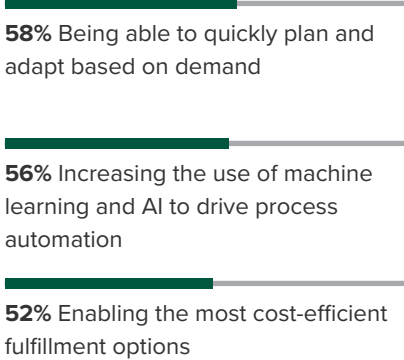 58% Being able to quickly plan and
adapt based on demand
56% Increasing the use of machine
learning and AI to drive process
automation
52% Enabling the most cost-efficient
fulfillment options